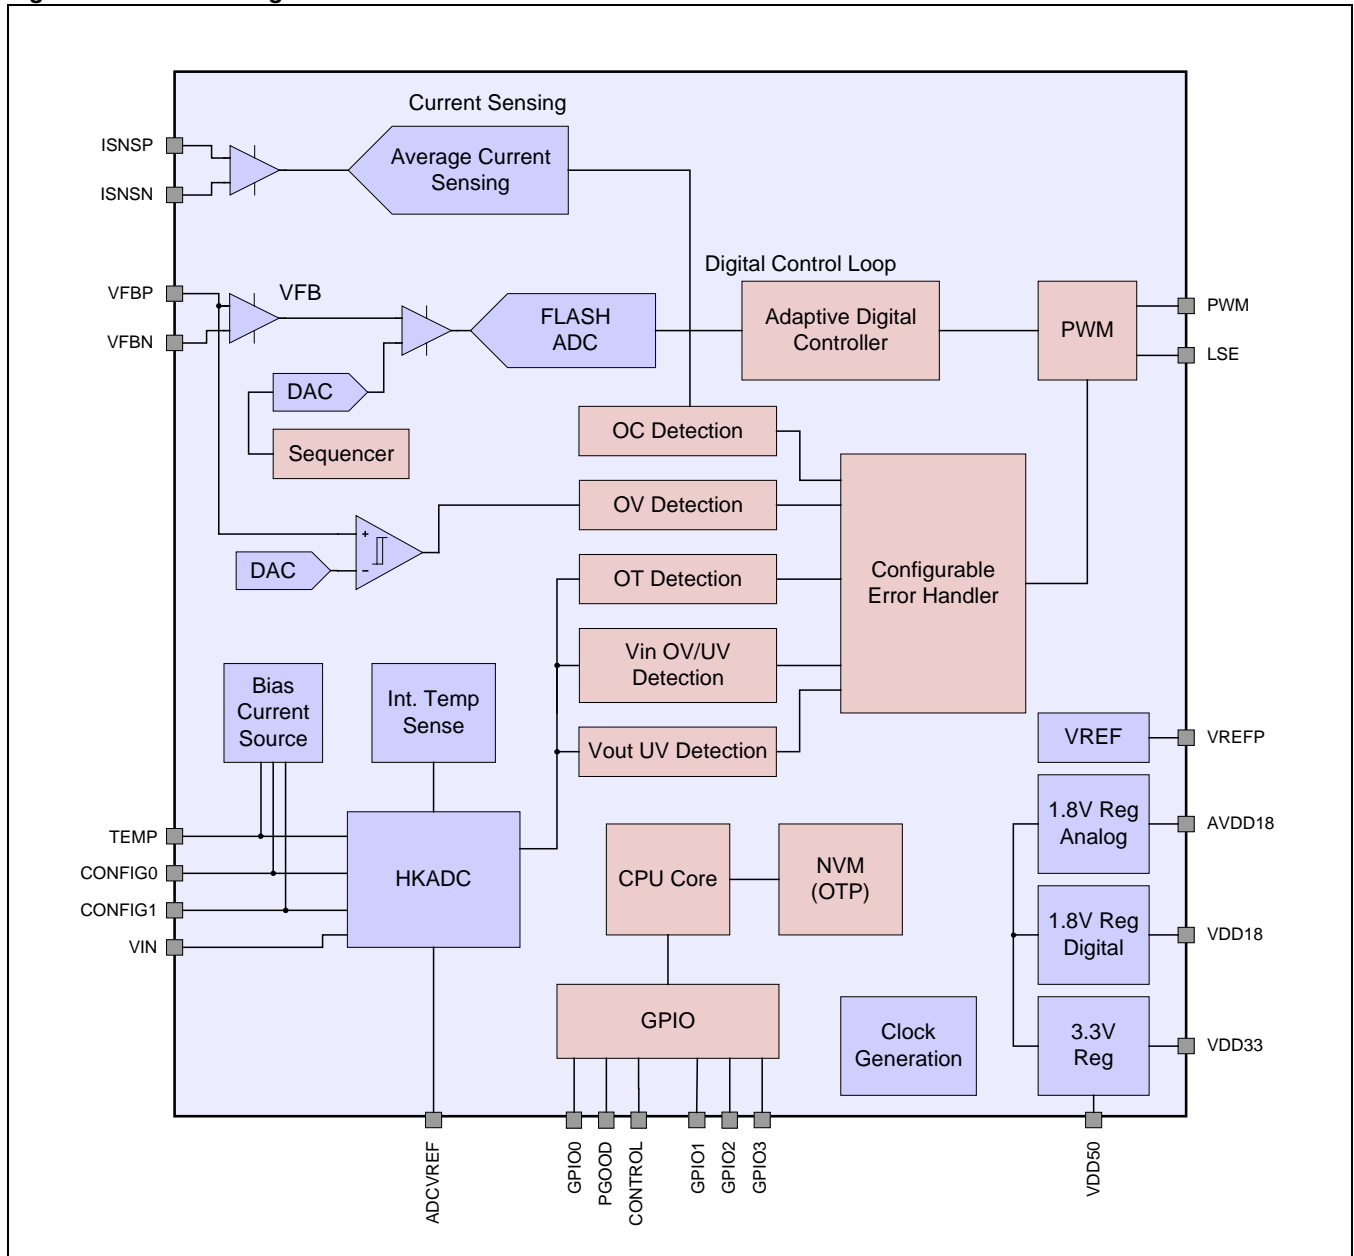 Current Sensing
ISNSP
ISNSN
Average Current
Sensing
Digital Control Loop
VFBP
VFBN
VFB
FLASH
ADC
Adaptive Digital
Controller
PWM
PWM
LSE
DAC
Sequencer
OC Detection
OV Detection
+
−
DAC
OT Detection
Configurable
Error Handler
Vin OV/UV
Detection
Vout UV Detection
Bias
Current
Source
Int. Temp
Sense
VREF
VREFP
1.8V Reg
Analog
AVDD18
TEMP
CONFIG0
CONFIG1
VIN
HKADC
CPU Core
NVM
(OTP)
1.8V Reg
Digital
VDD18
GPIO
Clock
Generation
3.3V
Reg
VDD33
ADCVREF
GPIO0
PGOOD
CONTROL
GPIO1
GPIO2
GPIO3
VDD50